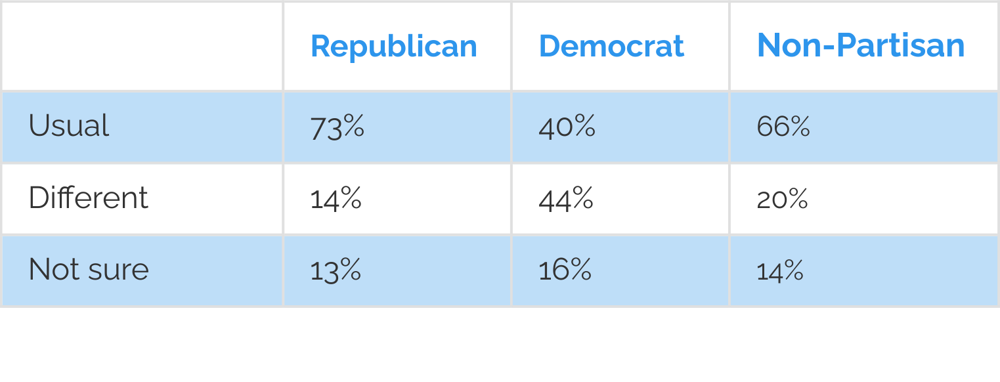 Republican Democrat Non-Partisan
Usual 73% 40% 66%
Different 14% 44% 20%
Not sure 13% 16% 14%